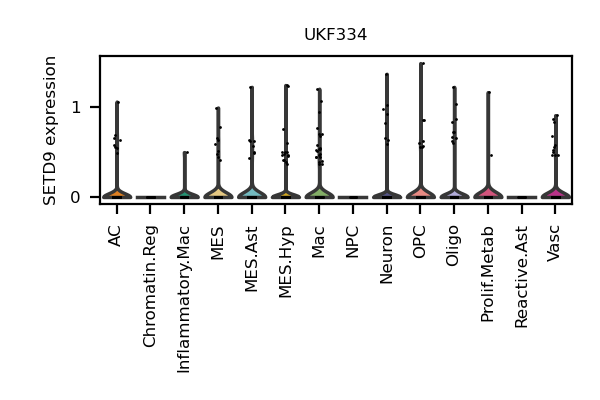 UKF334
SETD9 expression
1
0
AC
Chromatin.Reg
Inflammatory.Mac
MES
MES.Ast
MES.Hyp
Mac
NPC
Neuron
OPC
Oligo
Prolif.Metab
Reactive.Ast
Vasc